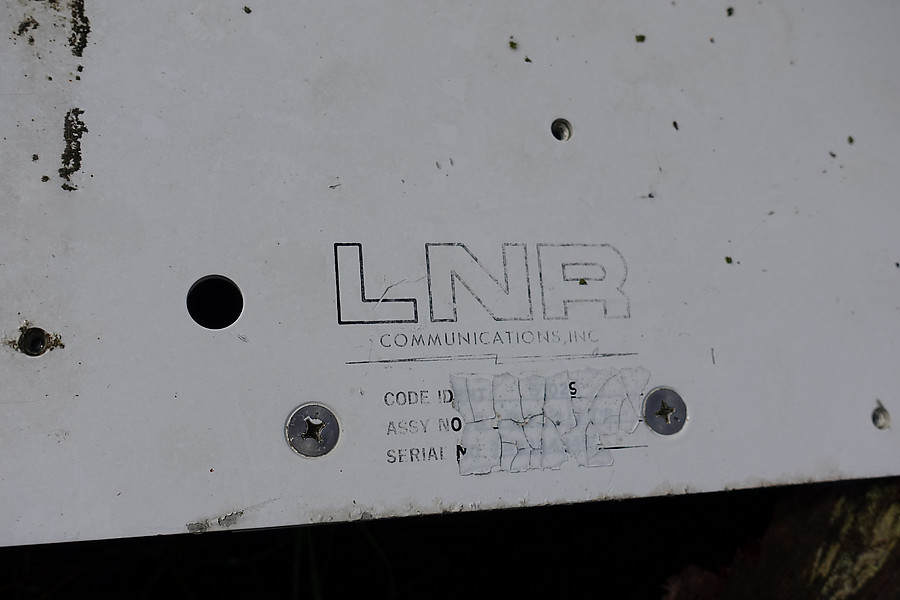 LNR
COMMUNICATIONS, INC
CODE ID
ASSY NO
SERIAL N